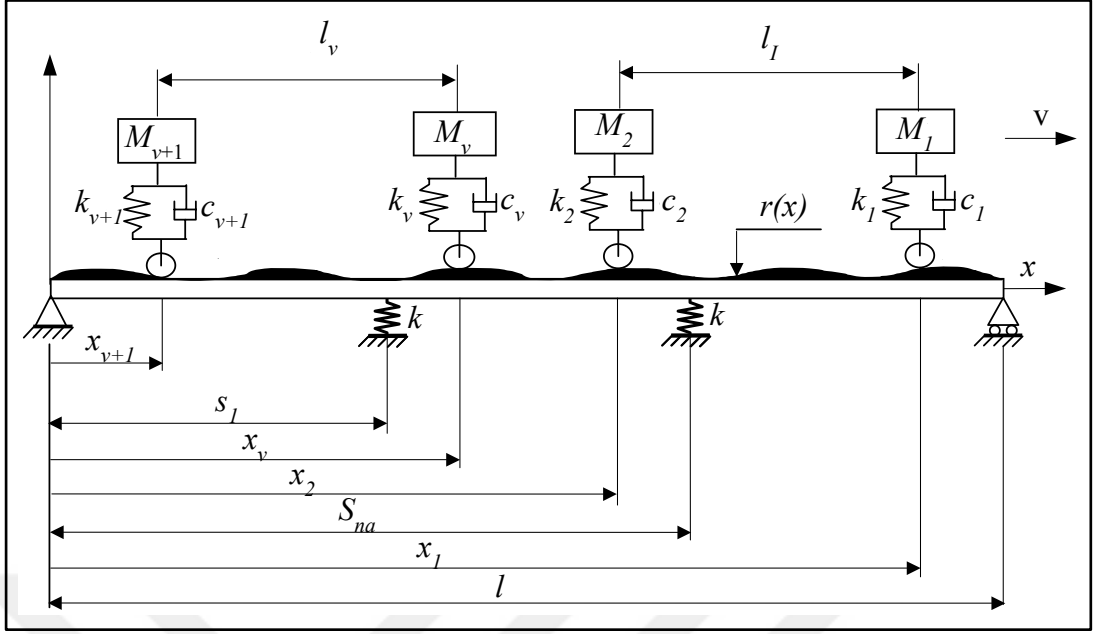 l_v l_I
M_{v+1} M_v M_2 M_1 v
k_{v+1} c_{v+1} k_v c_v k_2 c_2 r(x) k_1 c_1
x
k k
x_{v+1}
s_1
x_v
x_2
S_{na}
x_1
l